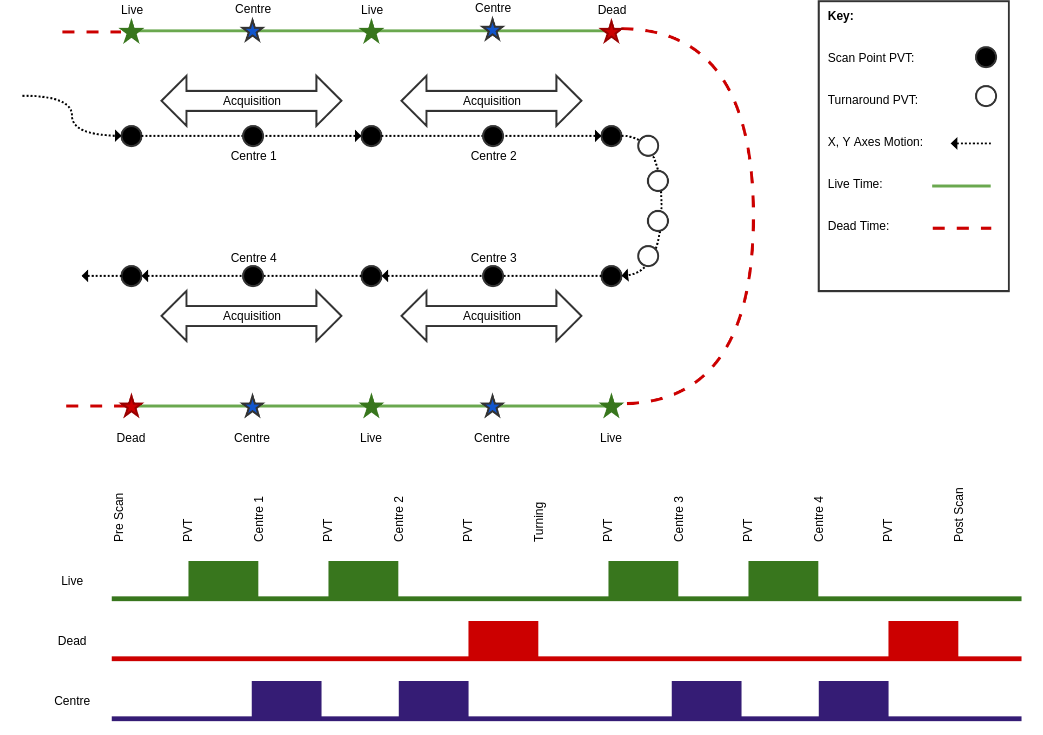 Live
Centre
Live
Centre
Dead
Key:
Scan Point PVT:
Turnaround PVT:
X, Y Axes Motion:
Live Time:
Dead Time:
Acquisition
Acquisition
Centre 1
Centre 2
Centre 4
Centre 3
Acquisition
Acquisition
Dead
Centre
Live
Centre
Live
Pre Scan
PVT
Centre 1
PVT
Centre 2
PVT
Turning
PVT
Centre 3
PVT
Centre 4
PVT
Post Scan
Live
Dead
Centre